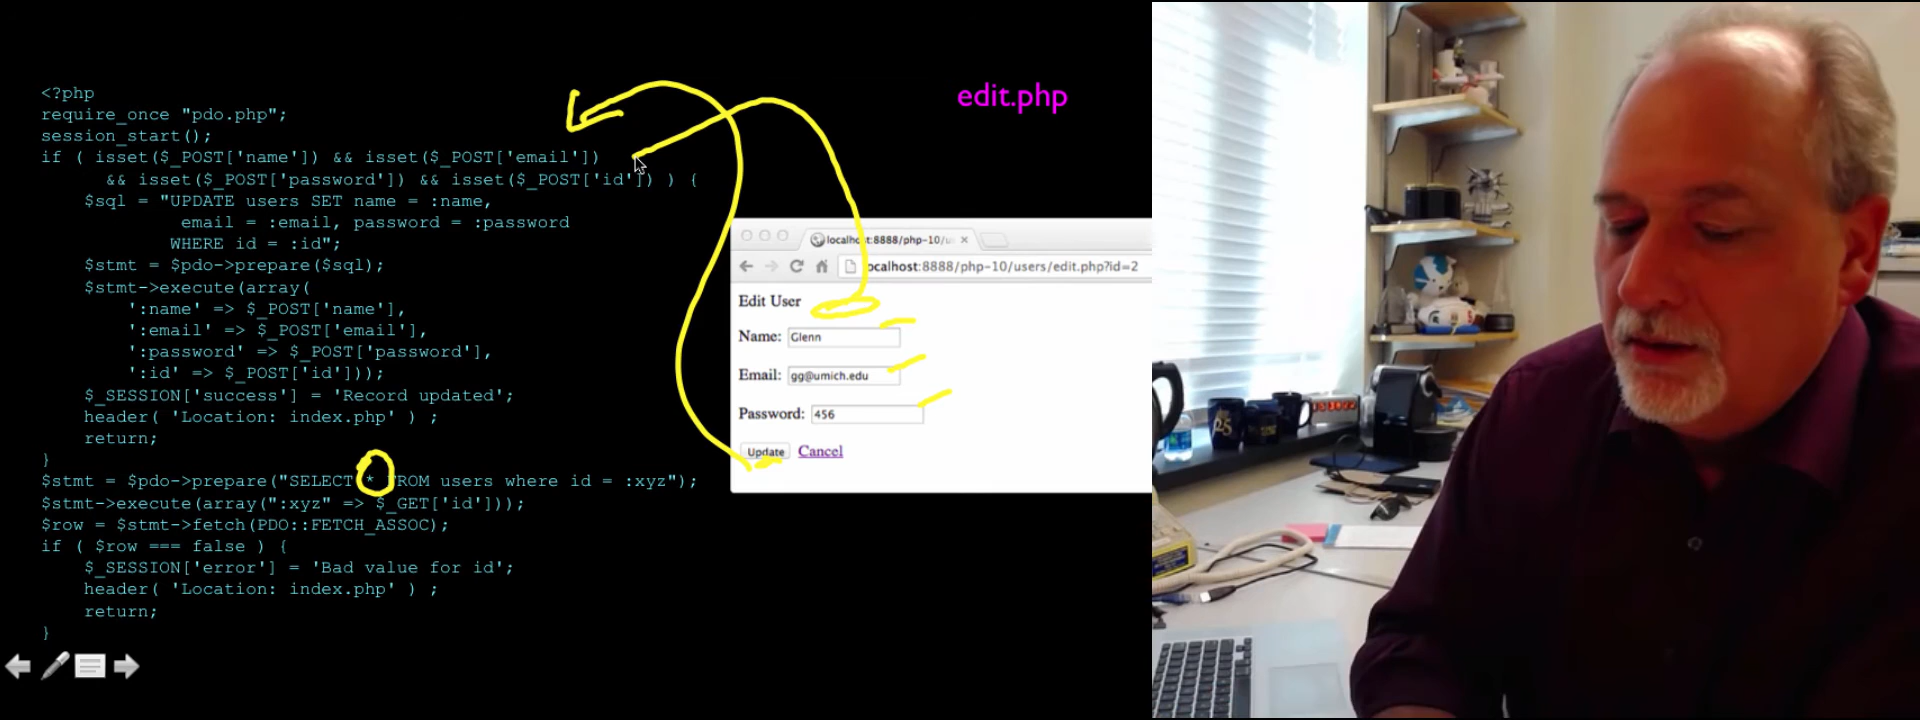 <?php
require_once "pdo.php";
session_start();
if ( isset($_POST['name']) && isset($_POST['email'])
&& isset($_POST['password']) && isset($_POST['id']) ) {
$sql = "UPDATE users SET name = :name,
email = :email, password = :password
WHERE id = :id";
$stmt = $pdo->prepare($sql);
$stmt->execute(array(
':name' => $_POST['name'],
':email' => $_POST['email'],
':password' => $_POST['password'],
':id' => $_POST['id']));
$_SESSION['success'] = 'Record updated';
header( 'Location: index.php' ) ;
return;
}
$stmt = $pdo->prepare("SELECT * FROM users where id = :xyz");
$stmt->execute(array(":xyz" => $_GET['id']));
$row = $stmt->fetch(PDO::FETCH_ASSOC);
if ( $row === false ) {
$_SESSION['error'] = 'Bad value for id';
header( 'Location: index.php' ) ;
return;
}
edit.php
localhost:8888/php-10/u
localhost:8888/php-10/users/edit.php?id=2
Edit User
Name: Glenn
Email: gg@umich.edu
Password: 456
Update Cancel
25